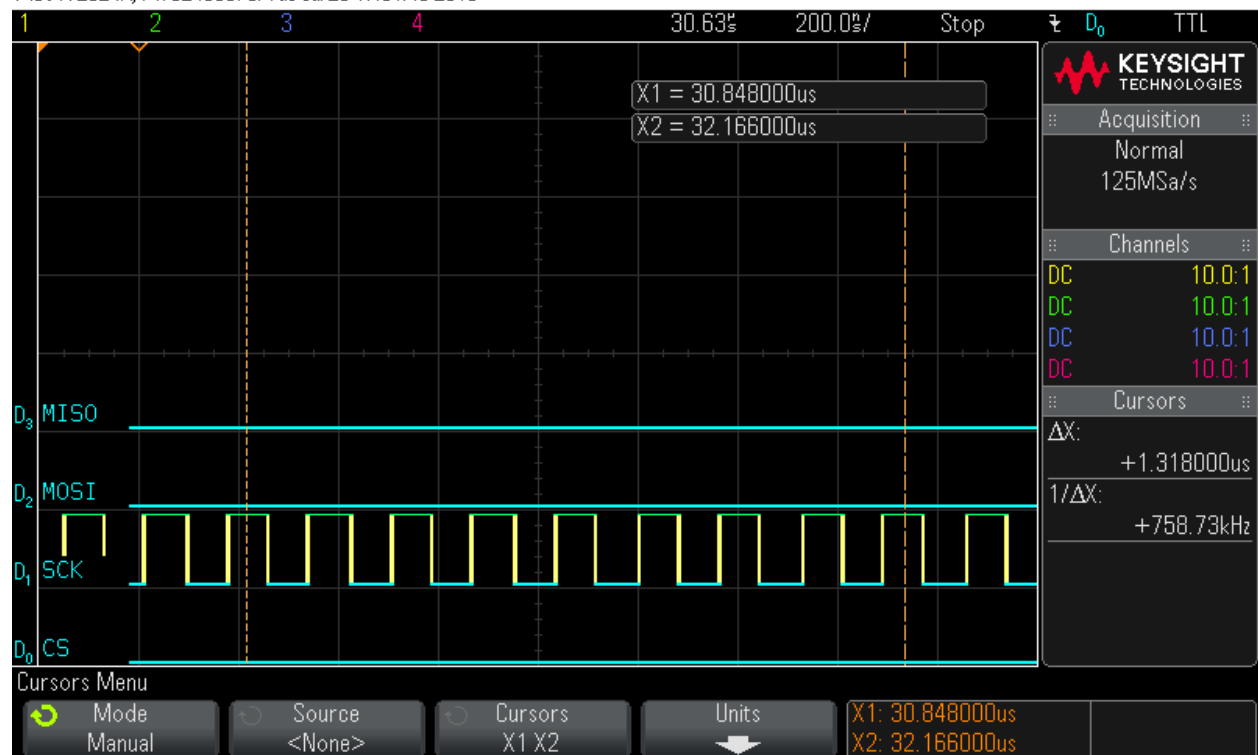 1 2 3 4 30.63us 200.0ns/ Stop D0 TTL
KEYSIGHT
TECHNOLOGIES
X1 = 30.848000us
X2 = 32.166000us
Acquisition
Normal
125MSa/s
Channels
DC 10.0:1
DC 10.0:1
DC 10.0:1
DC 10.0:1
Cursors
ΔX:
+1.318000us
1/ΔX:
+758.73kHz
D3 MISO
D2 MOSI
D1 SCK
D0 CS
Cursors Menu
Mode
Manual
Source
<None>
Cursors
X1 X2
Units
X1: 30.848000us
X2: 32.166000us